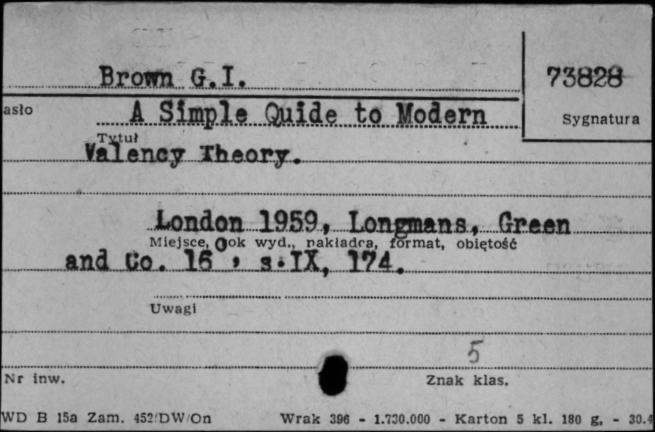 Brown G.I.
73828
asło
A Simple Quide to Modern
Sygnatura
Tytuł
Valency Theory.
London 1959, Longmans, Green
Miejsce, rok wyd., nakładca, format, obiętość
and Co. 16°, s.IX, 174.
Uwagi
5
Nr inw.
Znak klas.
WD B 15a Zam. 452/DW/On Wrak 396 - 1.730.000 - Karton 5 kl. 180 g. - 30.4